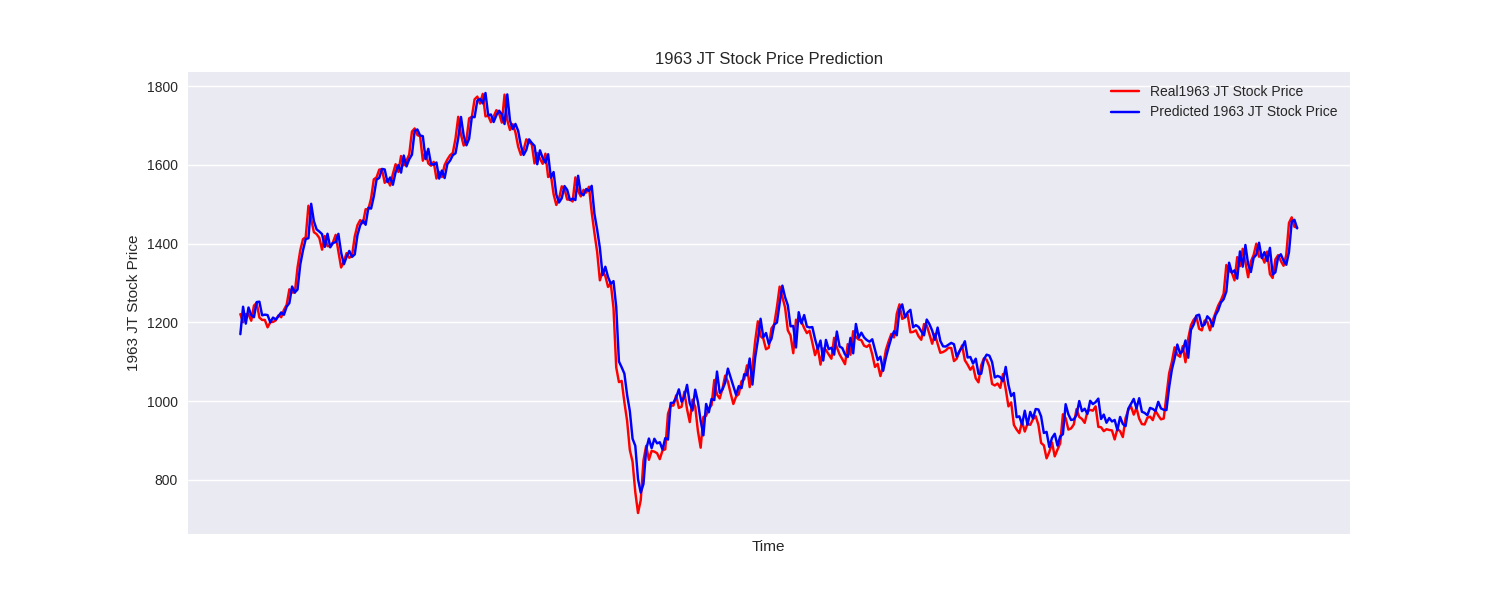 1963 JT Stock Price Prediction
1800
1600
1400
1200
1000
800
1963 JT Stock Price
Real1963 JT Stock Price
Predicted 1963 JT Stock Price
Time